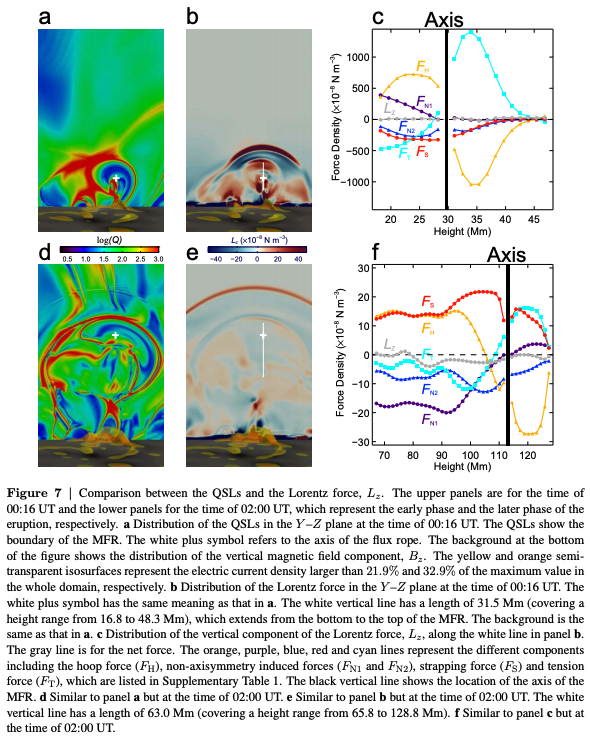 a
b
c
Axis
1000
500
0
−500
−1000
Force Density (×10⁻⁸ N m⁻³)
F_H
F_N1
L_z
F_N2
F_T
F_S
20 25 30 35 40 45
Height (Mm)
log(Q)
0.5 1.0 1.5 2.0 2.5 3.0
L_z (×10⁻⁸ N m⁻³)
−40 −20 0 20 40
d
e
f
Axis
30
20
10
0
−10
−20
−30
Force Density (×10⁻⁸ N m⁻³)
F_S
F_H
L_z
F_N2
F_N1
70 80 90 100 110 120
Height (Mm)
Figure 7 | Comparison between the QSLs and the Lorentz force, L_z. The upper panels are for the time of
00:16 UT and the lower panels for the time of 02:00 UT, which represent the early phase and the later phase of the
eruption, respectively. a Distribution of the QSLs in the Y–Z plane at the time of 00:16 UT. The QSLs show the
boundary of the MFR. The white plus symbol refers to the axis of the flux rope. The background at the bottom
of the figure shows the distribution of the vertical magnetic field component, B_z. The yellow and orange semi-
transparent isosurfaces represent the electric current density larger than 21.9% and 32.9% of the maximum value in
the whole domain, respectively. b Distribution of the Lorentz force in the Y–Z plane at the time of 00:16 UT. The
white plus symbol has the same meaning as that in a. The white vertical line has a length of 31.5 Mm (covering a
height range from 16.8 to 48.3 Mm), which extends from the bottom to the top of the MFR. The background is the
same as that in a. c Distribution of the vertical component of the Lorentz force, L_z, along the white line in panel b.
The gray line is for the net force. The orange, purple, blue, red and cyan lines represent the different components
including the hoop force (F_H), non-axisymmetry induced forces (F_N1 and F_N2), strapping force (F_S) and tension
force (F_T), which are listed in Supplementary Table 1. The black vertical line shows the location of the axis of the
MFR. d Similar to panel a but at the time of 02:00 UT. e Similar to panel b but at the time of 02:00 UT. The white
vertical line has a length of 63.0 Mm (covering a height range from 65.8 to 128.8 Mm). f Similar to panel c but at
the time of 02:00 UT.